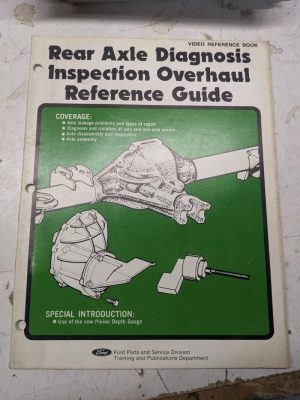 VIDEO REFERENCE BOOK
Rear Axle Diagnosis
Inspection Overhaul
Reference Guide
COVERAGE:
Axle leakage problems and types of repair
Diagnosis and isolation of axle and non axle noises
Axle disassembly and inspection
Axle assembly
SPECIAL INTRODUCTION:
Use of the new Pinion Depth Gauge
Ford
Ford Parts and Service Division
Training and Publications Department